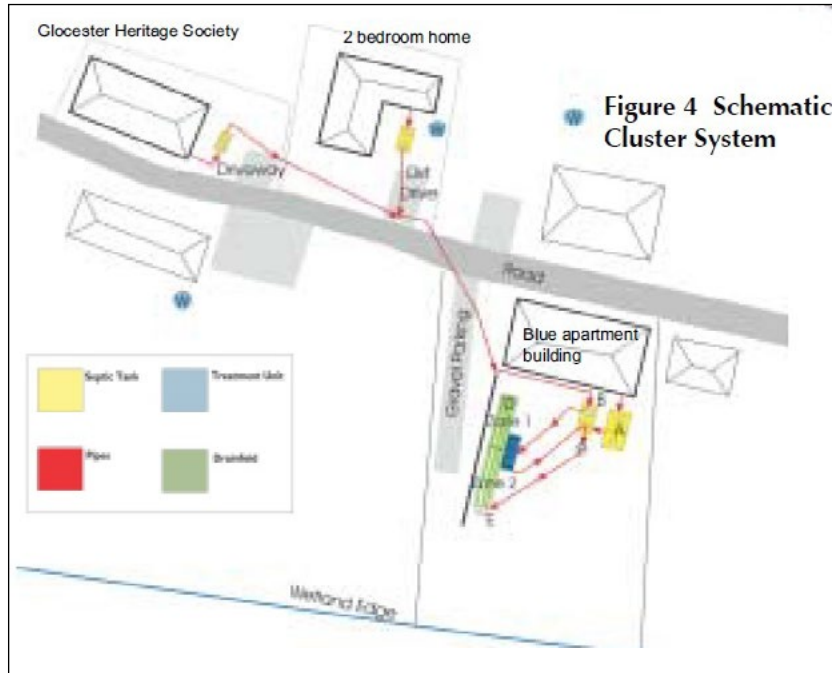 Glocester Heritage Society
2 bedroom home
W
W
Figure 4 Schematic
Cluster System
Driveway
Dirt
Drive
W
Road
Gravel Parking
Blue apartment
building
Septic Tank
Treatment Unit
Pipes
Drainfield
B
A
Zone 1
Zone 2
E
Wetland Edge